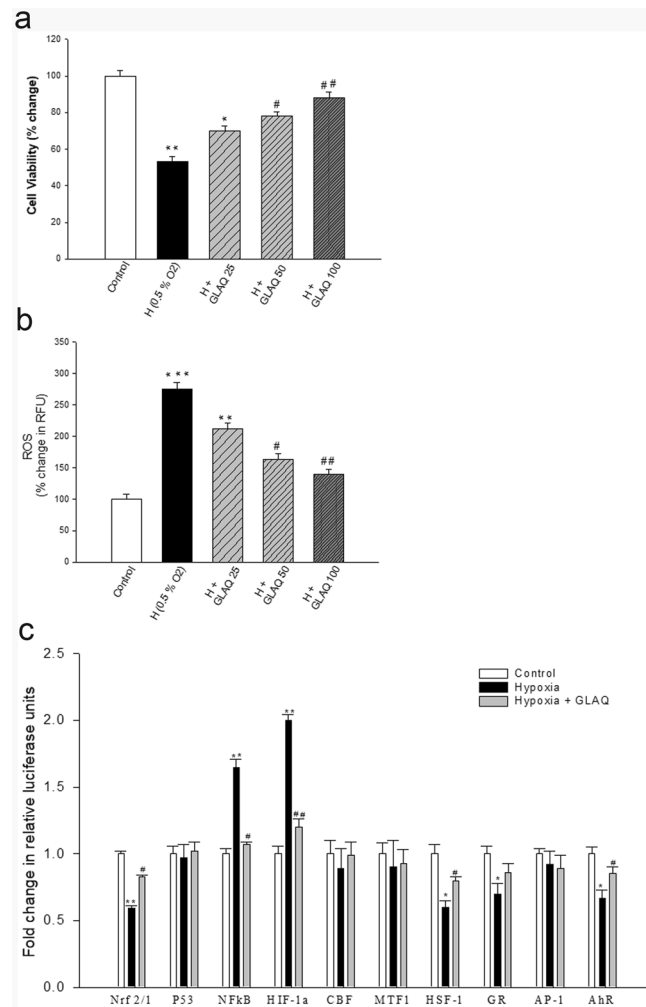 a
Cell Viability (% change)
120
100
80
60
40
20
0
**
*
#
##
Control
H (0.5 % O2)
H +
GLAQ 25
H +
GLAQ 50
H +
GLAQ 100
b
ROS
(% change in RFU)
350
300
250
200
150
100
50
0
***
**
#
##
Control
H (0.5 % O2)
H +
GLAQ 25
H +
GLAQ 50
H +
GLAQ 100
c
Fold change in relative luciferase units
Control
Hypoxia
Hypoxia + GLAQ
2.0
1.5
1.0
0.5
0.0
** # ** # ** ## * # * * #
Nrf 2/1 P53 NFkB HIF-1a CBF MTF1 HSF-1 GR AP-1 AhR